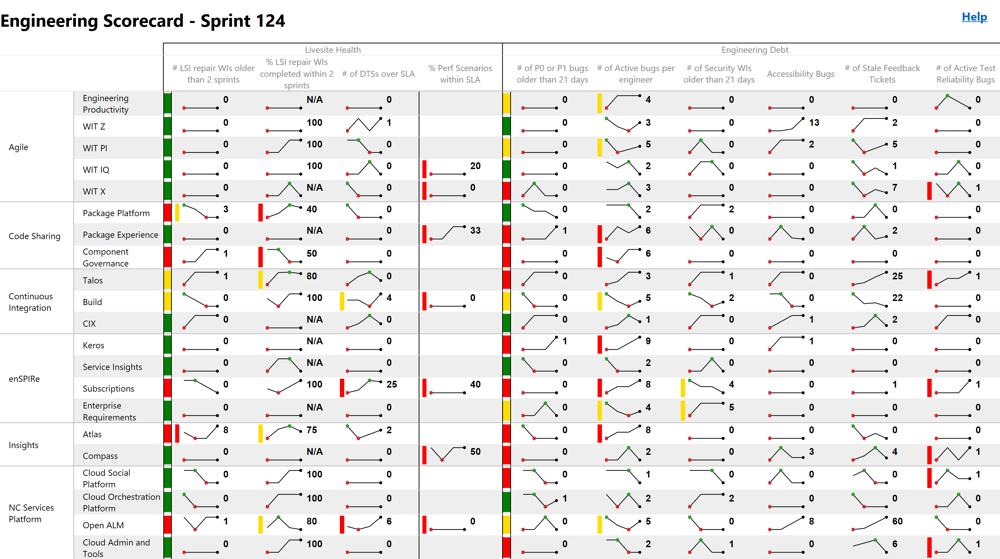 Engineering Scorecard - Sprint 124
Help
Livesite Health
Engineering Debt
# LSI repair WIs older
than 2 sprints
% LSI repair WIs
completed within 2
sprints
# of DTSs over SLA
% Perf Scenarios
within SLA
# of P0 or P1 bugs
older than 21 days
# of Active bugs per
engineer
# of Security WIs
older than 21 days
Accessibility Bugs
# of Stale Feedback
Tickets
# of Active Test
Reliability Bugs
Agile
Engineering
Productivity
0 N/A 0 0 4 0 0 0 0
WIT Z 0 100 1 0 3 0 13 2 0
WIT PI 0 100 0 0 5 0 2 5 0
WIT IQ 0 100 0 20 0 2 0 0 1 0
WIT X 0 N/A 0 0 0 3 0 0 7 1
Code Sharing
Package Platform 3 40 0 0 2 2 0 0 0
Package Experience 0 N/A 0 33 1 6 0 0 2 0
Component
Governance
1 50 0 0 6 0 0 0 0
Continuous
Integration
Talos 1 80 0 0 3 1 0 25 1
Build 0 100 4 0 0 5 2 0 22 0
CIX 0 N/A 0 0 1 0 1 2 0
enSPIRe
Keros 0 N/A 0 1 9 0 1 0 0
Service Insights 0 N/A 0 0 2 0 0 0 0
Subscriptions 0 100 25 40 0 8 4 0 1 1
Enterprise
Requirements
0 N/A 0 0 4 5 0 0 0
Insights
Atlas 8 75 2 0 8 0 0 0 0
Compass 0 N/A 0 50 0 2 0 3 4 1
NC Services
Platform
Cloud Social
Platform
0 100 0 0 1 0 0 0 1
Cloud Orchestration
Platform
0 100 0 1 2 2 0 0 0
Open ALM 1 80 6 0 0 5 0 8 60 0
Cloud Admin and
Tools
0 100 0 0 2 1 0 6 1